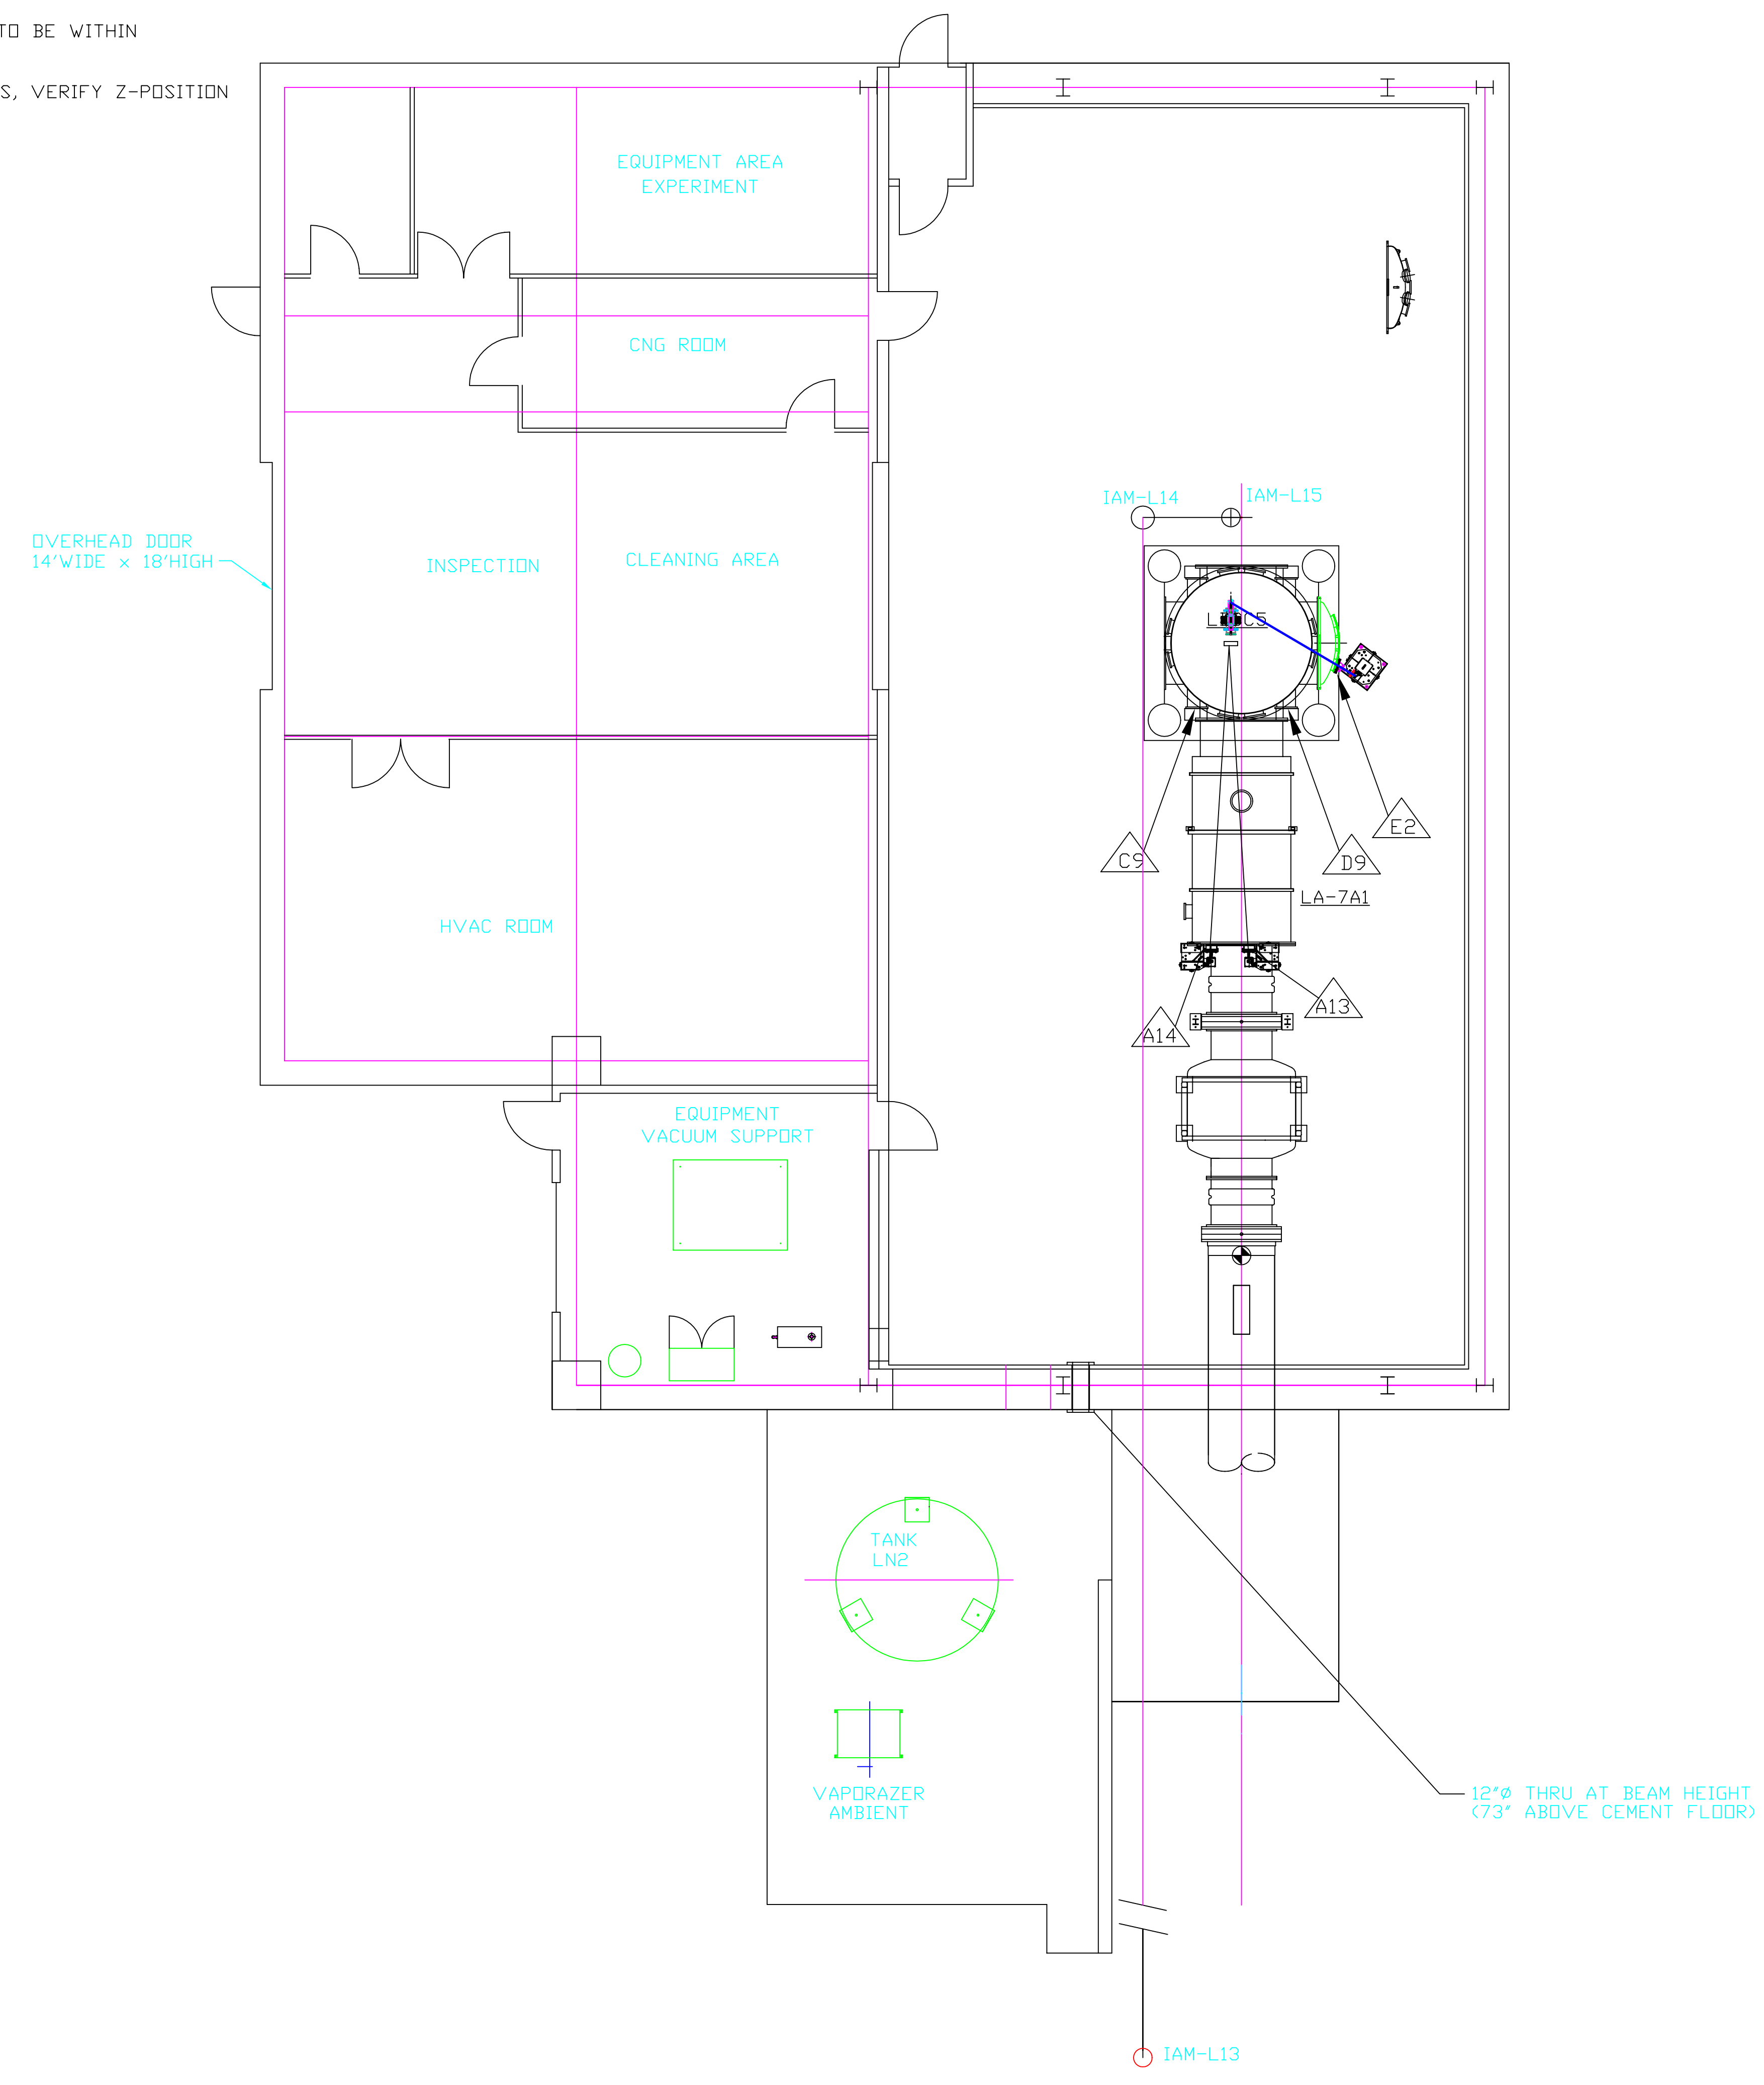 TO BE WITHIN
S, VERIFY Z-POSITION
EQUIPMENT AREA
EXPERIMENT
CNG ROOM
IAM-L14
IAM-L15
OVERHEAD DOOR
14'WIDE x 18'HIGH
INSPECTION
CLEANING AREA
E2
C9
D9
LA-7A1
HVAC ROOM
A13
A14
EQUIPMENT
VACUUM SUPPORT
TANK
LN2
VAPORAZER
AMBIENT
12"Ø THRU AT BEAM HEIGHT
(73" ABOVE CEMENT FLOOR)
IAM-L13